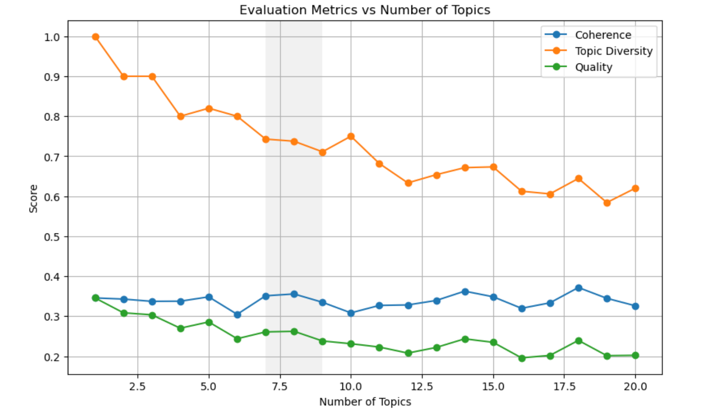 Evaluation Metrics vs Number of Topics
Coherence
Topic Diversity
Quality
Score
1.0
0.9
0.8
0.7
0.6
0.5
0.4
0.3
0.2
2.5 5.0 7.5 10.0 12.5 15.0 17.5 20.0
Number of Topics